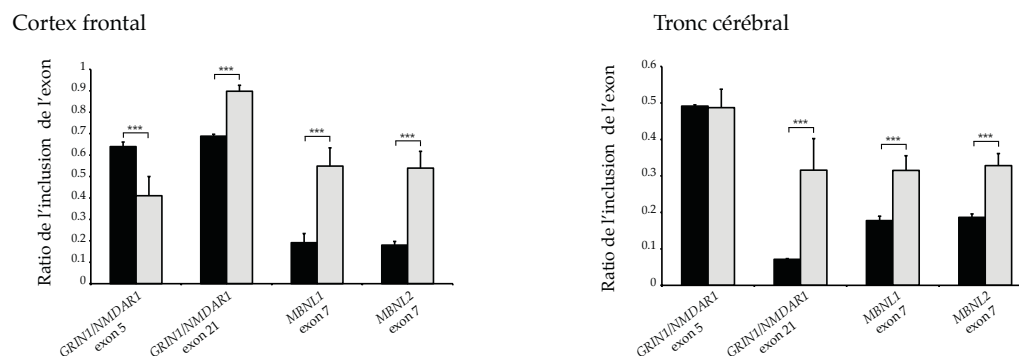 Cortex frontal
Ratio de l'inclusion de l'exon
1
0.9
0.8
0.7
0.6
0.5
0.4
0.3
0.2
0.1
0
***
***
***
***
GRIN1/NMDAR1
exon 5
GRIN1/NMDAR1
exon 21
MBNL1
exon 7
MBNL2
exon 7
Tronc cérébral
Ratio de l'inclusion de l'exon
0.6
0.5
0.4
0.3
0.2
0.1
0
***
***
***
GRIN1/NMDAR1
exon 5
GRIN1/NMDAR1
exon 21
MBNL1
exon 7
MBNL2
exon 7